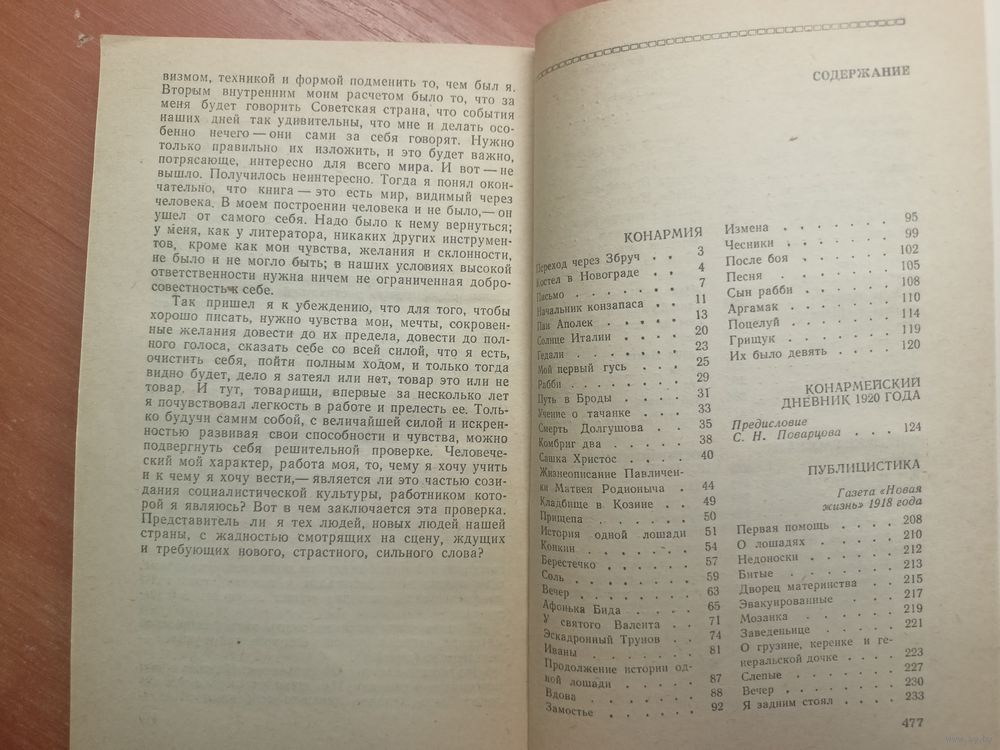 визмом, техникой и формой подменить то, чем был я.
Вторым внутренним моим расчетом было то, что за
меня будет говорить Советская страна, что события
наших дней так удивительны, что мне и делать осо-
бенно нечего — они сами за себя говорят. Нужно
только правильно их изложить, и это будет важно,
потрясающе, интересно для всего мира. И вот — не
вышло. Получилось неинтересно. Тогда я понял окон-
чательно, что книга — это есть мир, видимый через
человека. В моем построении человека и не было,— он
ушел от самого себя. Надо было к нему вернуться;
у меня, как у литератора, никаких других инструмен-
тов, кроме как мои чувства, желания и склонности,
не было и не могло быть; в наших условиях высокой
ответственности нужна ничем не ограниченная добро-
совестность к себе.
Так пришел я к убеждению, что для того, чтобы
хорошо писать, нужно чувства мои, мечты, сокровен-
ные желания довести до их предела, довести до пол-
ного голоса, сказать себе со всей силой, что я есть,
очистить себя, пойти полным ходом, и только тогда
видно будет, дело я затеял или нет, товар это или не
товар. И тут, товарищи, впервые за несколько лет
я почувствовал легкость в работе и прелесть ее. Толь-
ко будучи самим собой, с величайшей силой и искрен-
ностью развивая свои способности и чувства, можно
подвергнуть себя решительной проверке. Человече-
ский мой характер, работа моя, то, чему я хочу учить
и к чему я хочу вести,— является ли это частью сози-
дания социалистической культуры, работником кото-
рой я являюсь? Вот в чем заключается эта проверка.
Представитель ли я тех людей, новых людей нашей
страны, с жадностью смотрящих на сцену, ждущих
и требующих нового, страстного, сильного слова?
СОДЕРЖАНИЕ
КОНАРМИЯ
Переход через Збруч . . 3
Костел в Новограде . . 4
Письмо . . . . . . . 7
Начальник конзапаса . . 11
Пан Аполек . . . . . 13
Солнце Италии . . . . 20
Гедали . . . . . . . 23
Мой первый гусь . . . . 25
Рабби . . . . . . . 29
Путь в Броды . . . . . 31
Учение о тачанке . . . . 33
Смерть Долгушова . . . 35
Комбриг два . . . . . 38
Сашка Христос . . . . 40
Жизнеописание Павличен-
ки Матвея Родионыча . 44
Кладбище в Козине . . . 49
Прищепа . . . . . . 50
История одной лошади 51
Конкин . . . . . . . 54
Берестечко . . . . . . 57
Соль . . . . . . . . 59
Вечер . . . . . . . 63
Афонька Бида . . . . . 65
У святого Валента . . . 71
Эскадронный Трунов . . 74
Иваны . . . . . . . 81
Продолжение истории од-
ной лошади . . . . . 87
Вдова . . . . . . . 88
Замостье . . . . . . 92
Измена . . . . . . . 95
Чесники . . . . . . 99
После боя . . . . . . 102
Песня . . . . . . . 105
Сын рабби . . . . . . 108
Аргамак . . . . . . 110
Поцелуй . . . . . . 114
Грищук . . . . . . . 119
Их было девять . . . . 120
КОНАРМЕЙСКИЙ
ДНЕВНИК 1920 ГОДА
Предисловие
С. Н. Поварцова . . . 124
ПУБЛИЦИСТИКА
Газета «Новая
жизнь» 1918 года
Первая помощь . . . . 208
О лошадях . . . . . . 210
Недоноски . . . . . . 212
Битые . . . . . . . 213
Дворец материнства . . 215
Эвакуированные . . . . 217
Мозаика . . . . . . 219
Заведеньице . . . . . 221
О грузине, керенке и ге-
неральской дочке . . . . 223
Слепые . . . . . . . 227
Вечер . . . . . . . 230
Я задним стоял . . . . 233
477